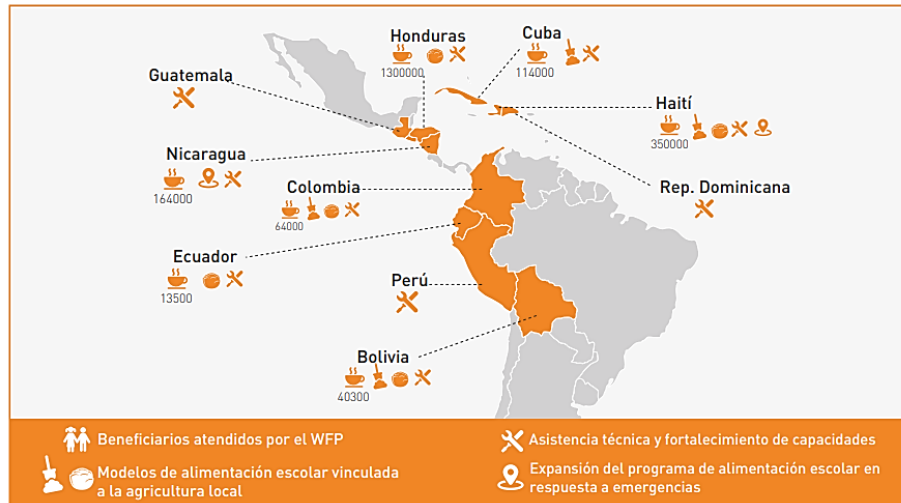 Honduras
1300000
Cuba
114000
Guatemala
Haití
350000
Nicaragua
164000
Colombia
64000
Rep. Dominicana
Ecuador
13500
Perú
Bolivia
40300
Beneficiarios atendidos por el WFP
Asistencia técnica y fortalecimiento de capacidades
Modelos de alimentación escolar vinculada
a la agricultura local
Expansión del programa de alimentación escolar en
respuesta a emergencias